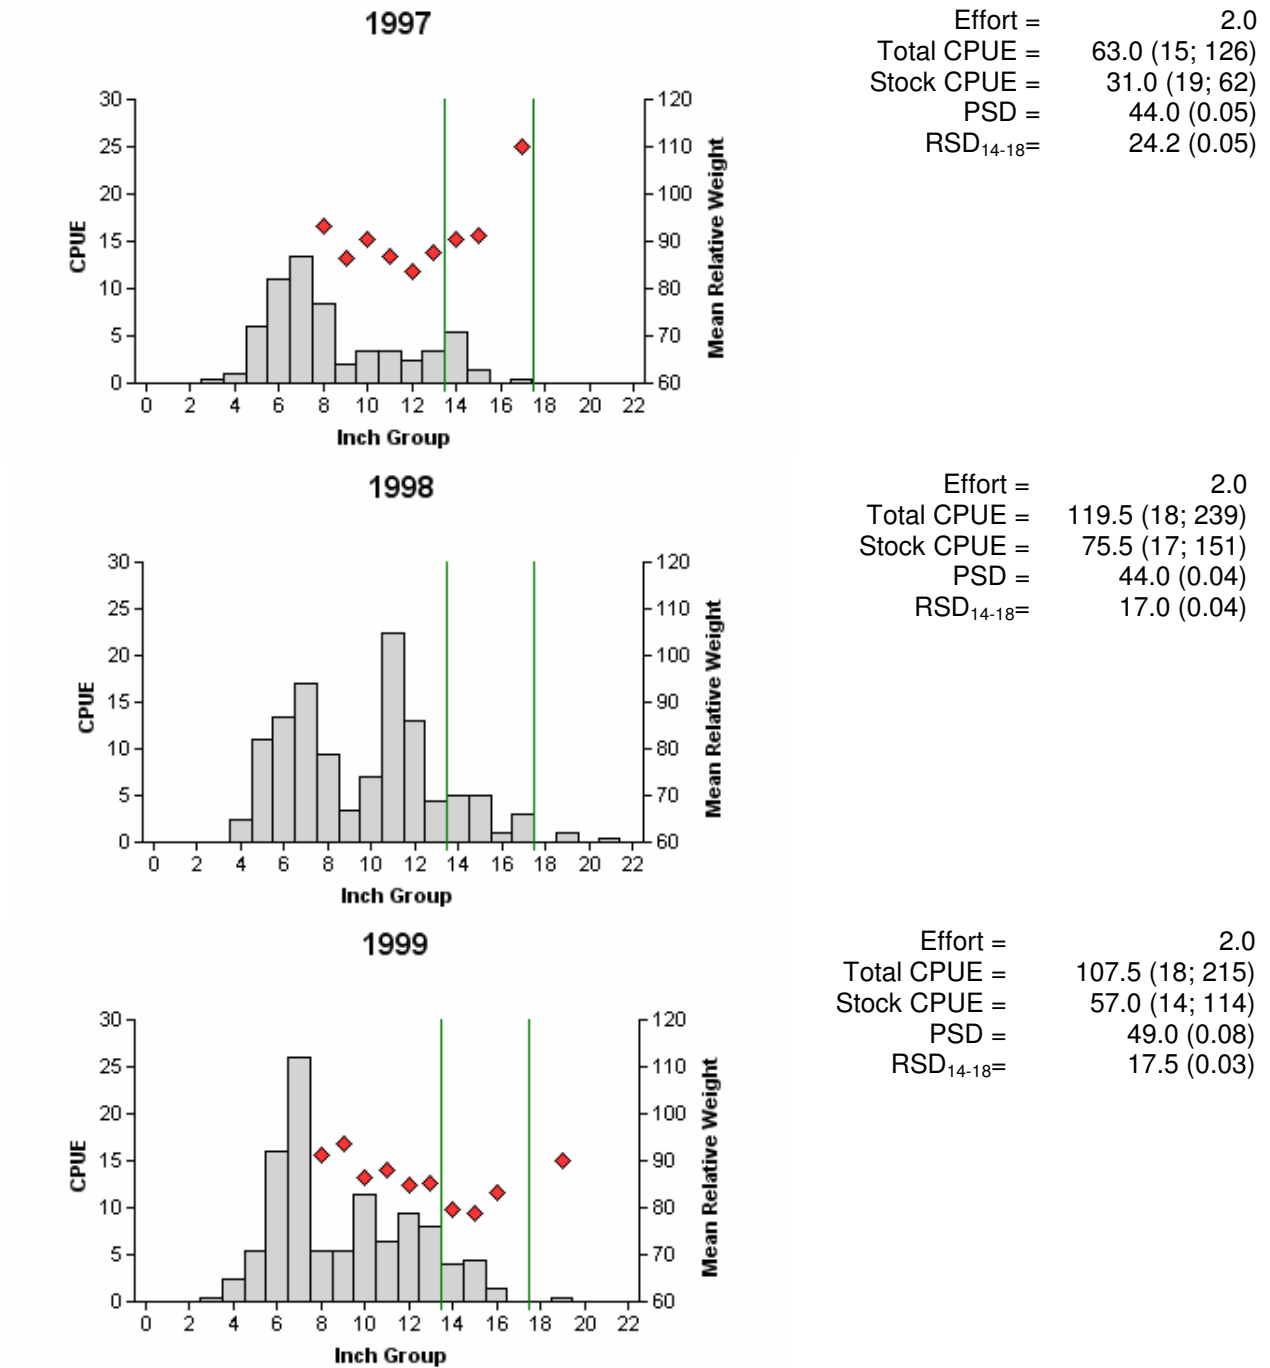 1997
Effort = 2.0
Total CPUE = 63.0 (15; 126)
Stock CPUE = 31.0 (19; 62)
PSD = 44.0 (0.05)
RSD14-18= 24.2 (0.05)
30 120
25 110
20 100
15 90
10 80
5 70
0 60
CPUE
Mean Relative Weight
0 2 4 6 8 10 12 14 16 18 20 22
Inch Group
1998
Effort = 2.0
Total CPUE = 119.5 (18; 239)
Stock CPUE = 75.5 (17; 151)
PSD = 44.0 (0.04)
RSD14-18= 17.0 (0.04)
30 120
25 110
20 100
15 90
10 80
5 70
0 60
CPUE
Mean Relative Weight
0 2 4 6 8 10 12 14 16 18 20 22
Inch Group
1999
Effort = 2.0
Total CPUE = 107.5 (18; 215)
Stock CPUE = 57.0 (14; 114)
PSD = 49.0 (0.08)
RSD14-18= 17.5 (0.03)
30 120
25 110
20 100
15 90
10 80
5 70
0 60
CPUE
Mean Relative Weight
0 2 4 6 8 10 12 14 16 18 20 22
Inch Group